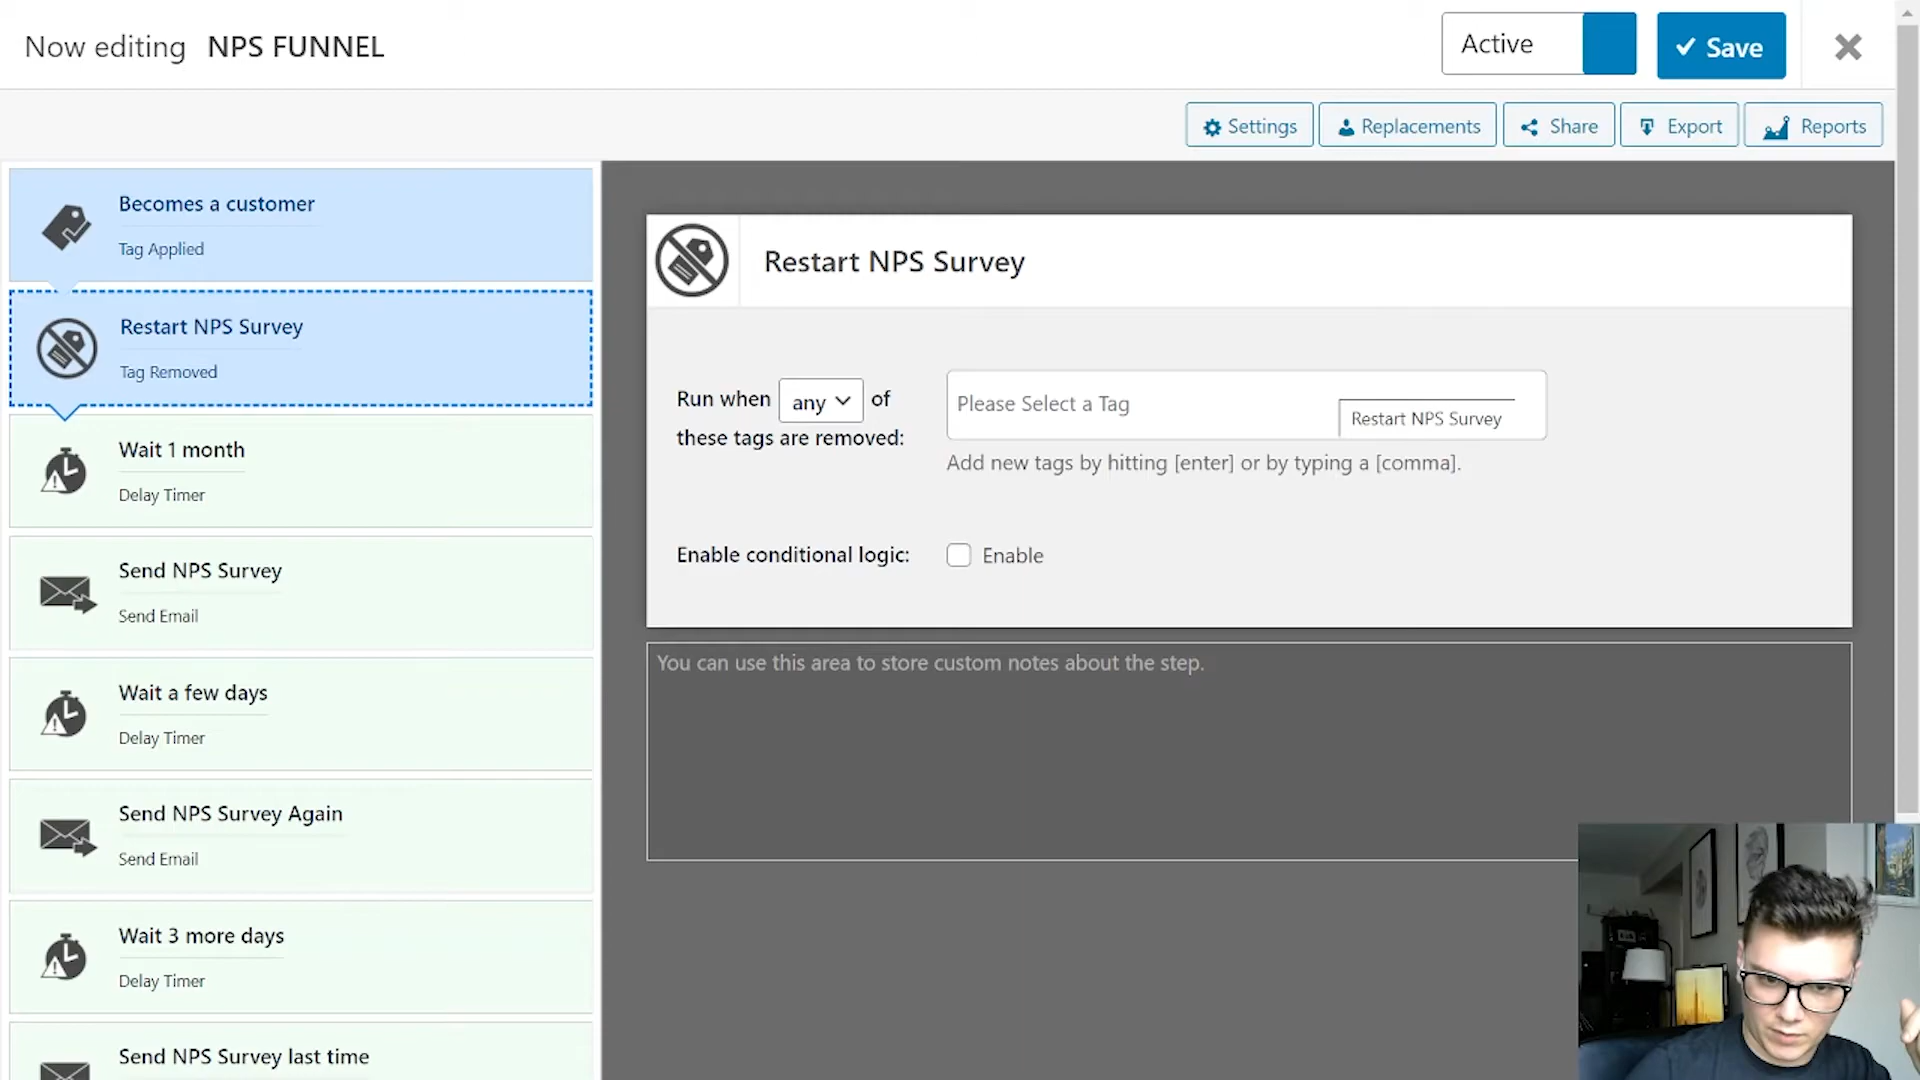 Now editing NPS FUNNEL
Active
Save
Settings
Replacements
Share
Export
Reports
Becomes a customer
Tag Applied
Restart NPS Survey
Tag Removed
Wait 1 month
Delay Timer
Send NPS Survey
Send Email
Wait a few days
Delay Timer
Send NPS Survey Again
Send Email
Wait 3 more days
Delay Timer
Send NPS Survey last time
Restart NPS Survey
Run when any of
these tags are removed:
Please Select a Tag
Restart NPS Survey
Add new tags by hitting [enter] or by typing a [comma].
Enable conditional logic:
Enable
You can use this area to store custom notes about the step.